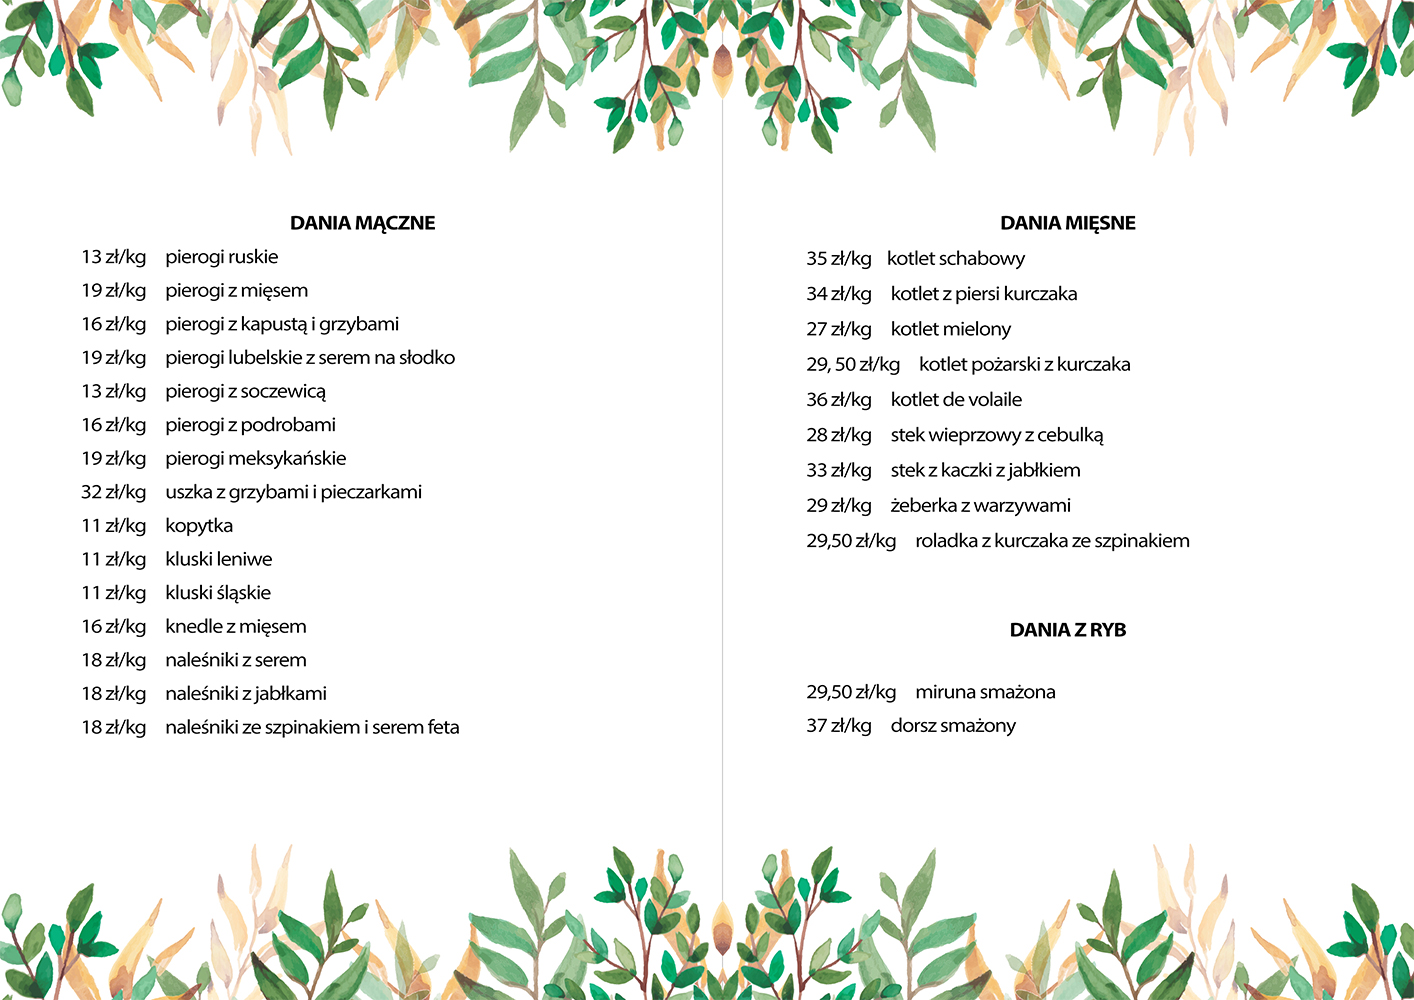 DANIA MĄCZNE
13 zł/kg pierogi ruskie
19 zł/kg pierogi z mięsem
16 zł/kg pierogi z kapustą i grzybami
19 zł/kg pierogi lubelskie z serem na słodko
13 zł/kg pierogi z soczewicą
16 zł/kg pierogi z podrobami
19 zł/kg pierogi meksykańskie
32 zł/kg uszka z grzybami i pieczarkami
11 zł/kg kopytka
11 zł/kg kluski leniwe
11 zł/kg kluski śląskie
16 zł/kg knedle z mięsem
18 zł/kg naleśniki z serem
18 zł/kg naleśniki z jabłkami
18 zł/kg naleśniki ze szpinakiem i serem feta
DANIA MIĘSNE
35 zł/kg kotlet schabowy
34 zł/kg kotlet z piersi kurczaka
27 zł/kg kotlet mielony
29, 50 zł/kg kotlet pożarski z kurczaka
36 zł/kg kotlet de volaile
28 zł/kg stek wieprzowy z cebulką
33 zł/kg stek z kaczki z jabłkiem
29 zł/kg żeberka z warzywami
29,50 zł/kg roladka z kurczaka ze szpinakiem
DANIA Z RYB
29,50 zł/kg miruna smażona
37 zł/kg dorsz smażony